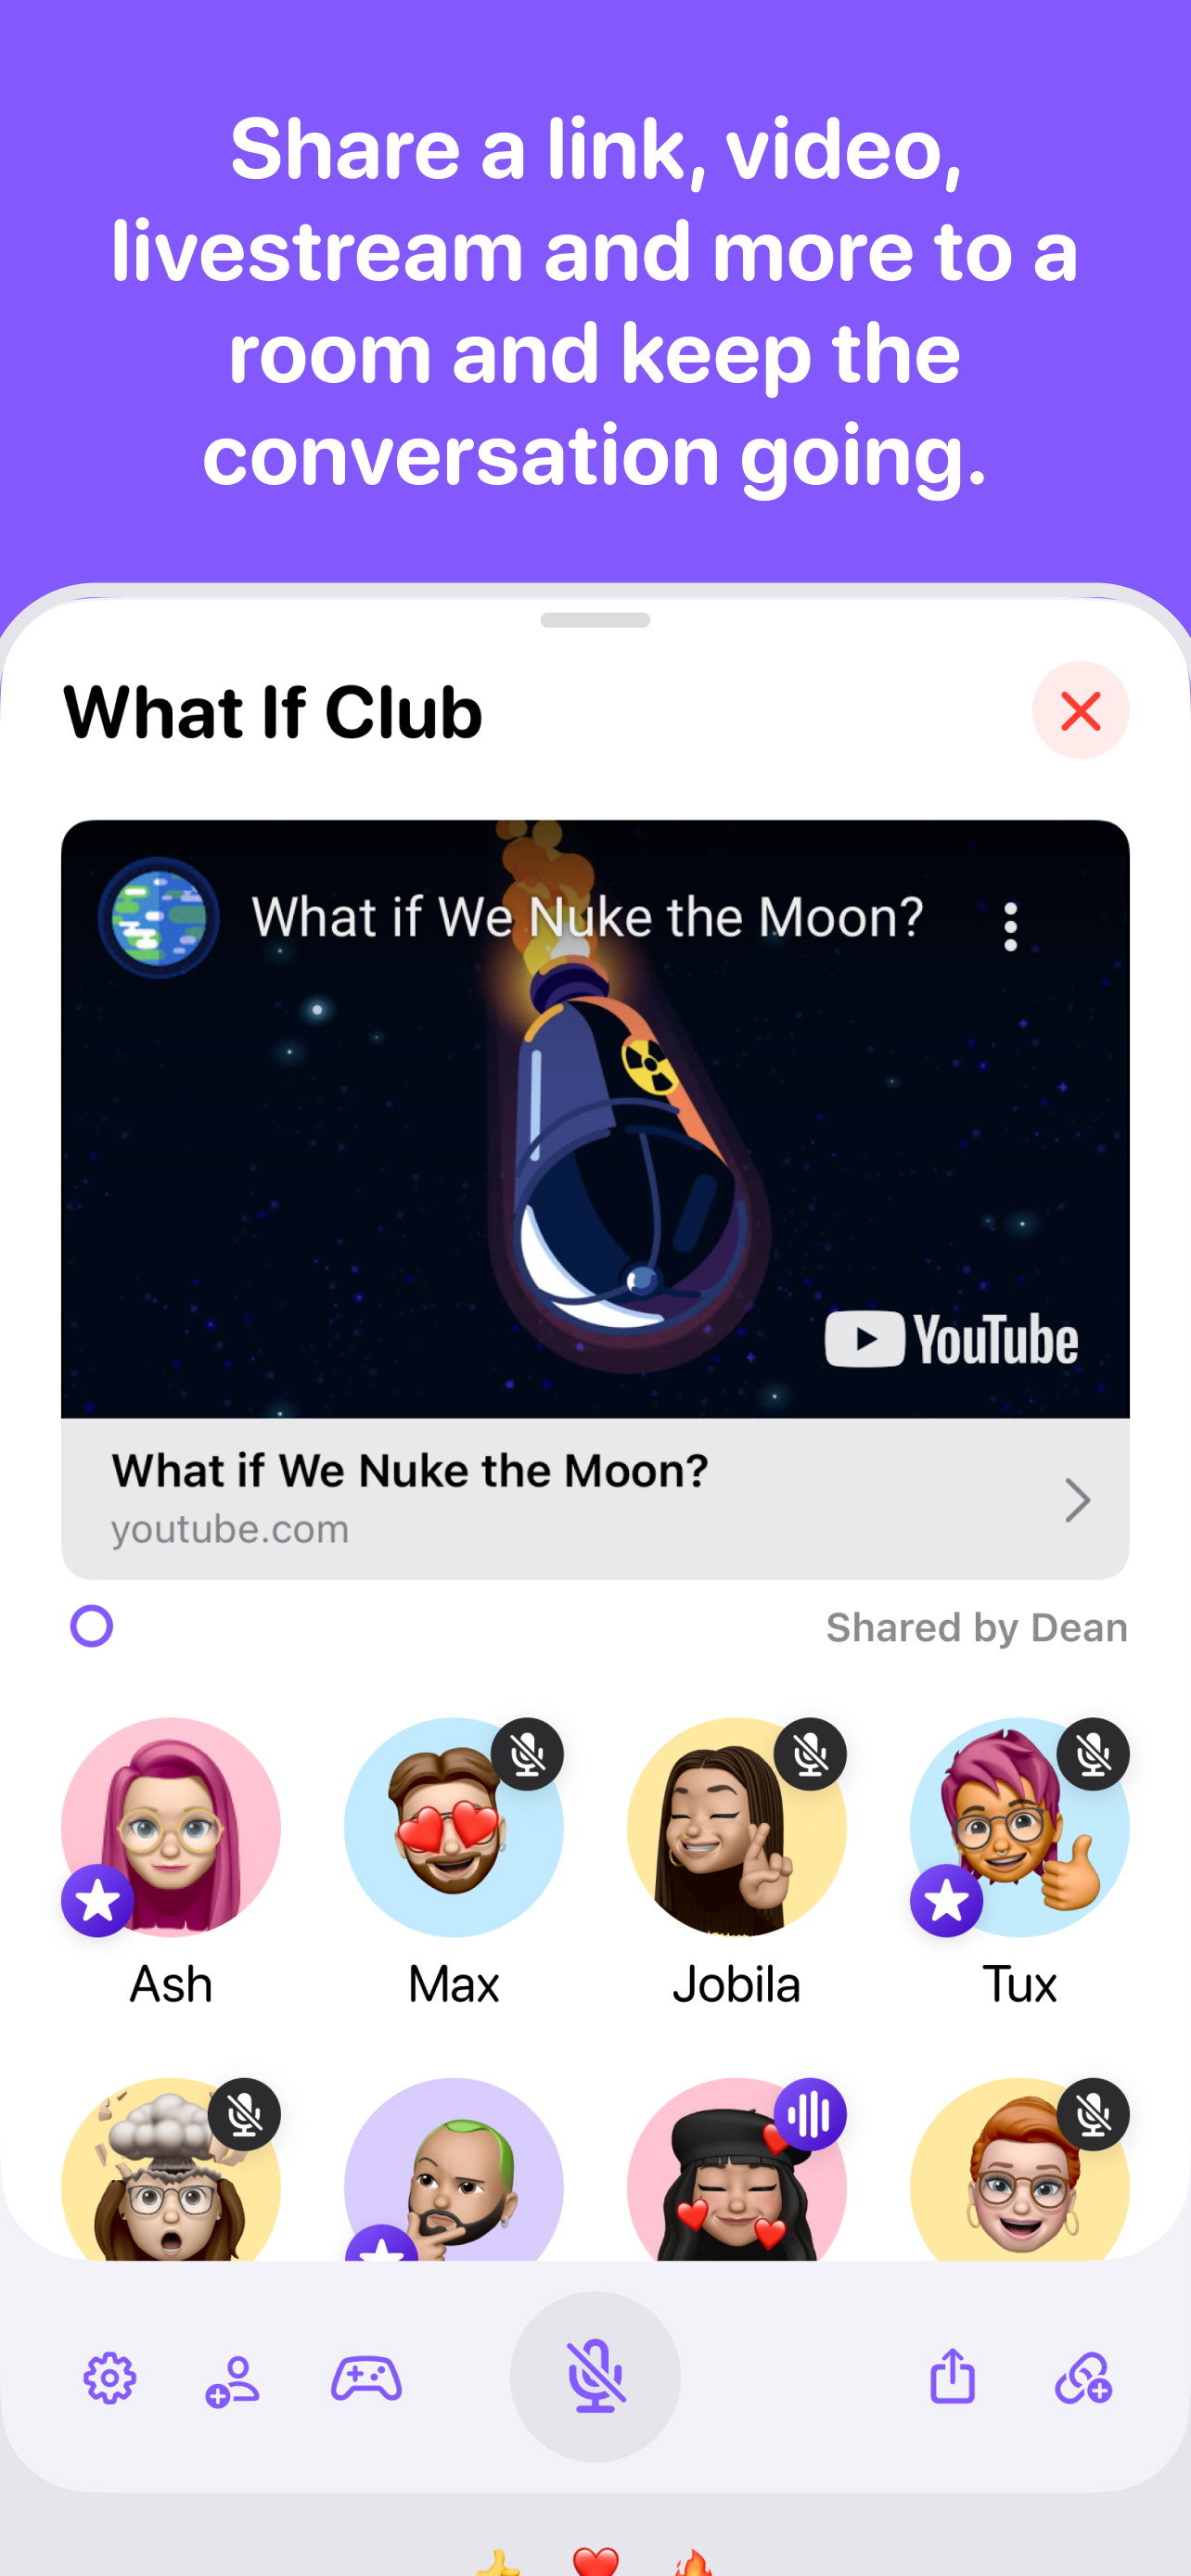 Share a link, video,
livestream and more to a
room and keep the
conversation going.
What If Club
What if We Nuke the Moon?
YouTube
What if We Nuke the Moon?
youtube.com
Shared by Dean
Ash
Max
Jobila
Tux